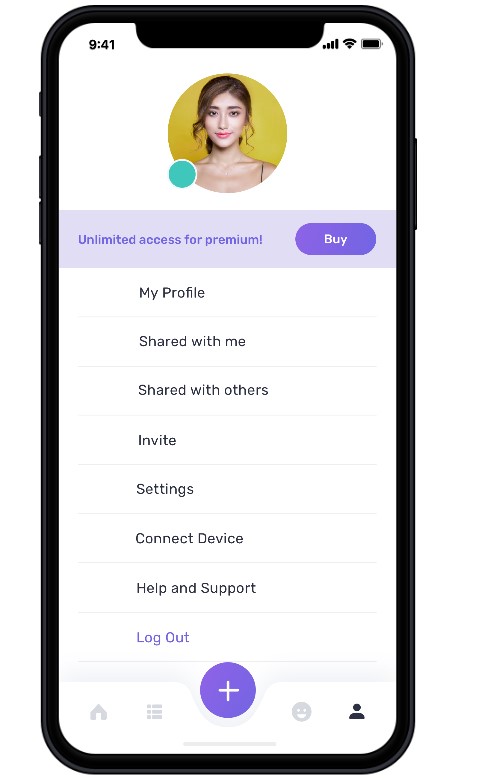 9:41
Unlimited access for premium!
Buy
My Profile
Shared with me
Shared with others
Invite
Settings
Connect Device
Help and Support
Log Out